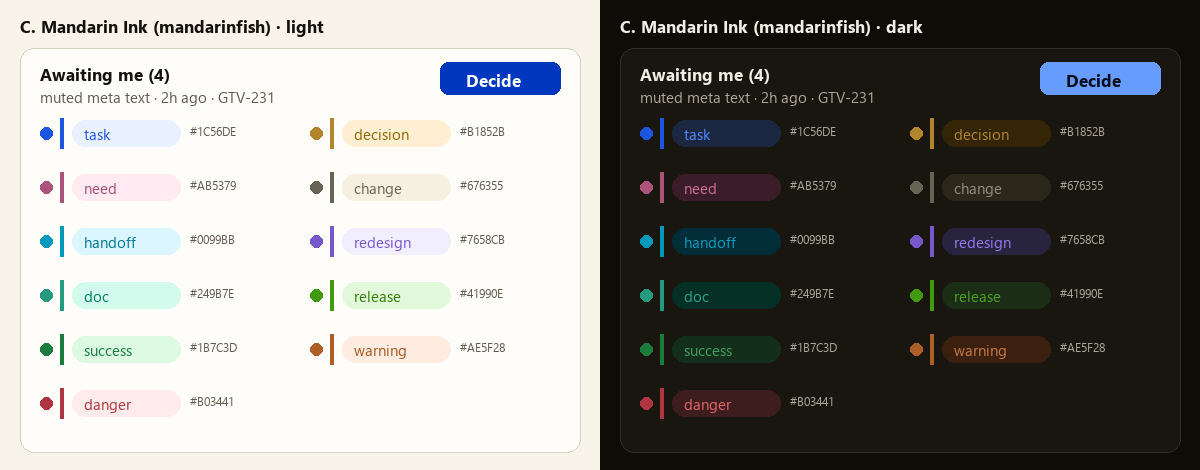 C. Mandarin Ink (mandarinfish) · light
Awaiting me (4)
Decide
muted meta text · 2h ago · GTV-231
task #1C56DE decision #B1852B
need #AB5379 change #676355
handoff #0099BB redesign #7658CB
doc #249B7E release #41990E
success #1B7C3D warning #AE5F28
danger #B03441
C. Mandarin Ink (mandarinfish) · dark
Awaiting me (4)
Decide
muted meta text · 2h ago · GTV-231
task #1C56DE decision #B1852B
need #AB5379 change #676355
handoff #0099BB redesign #7658CB
doc #249B7E release #41990E
success #1B7C3D warning #AE5F28
danger #B03441